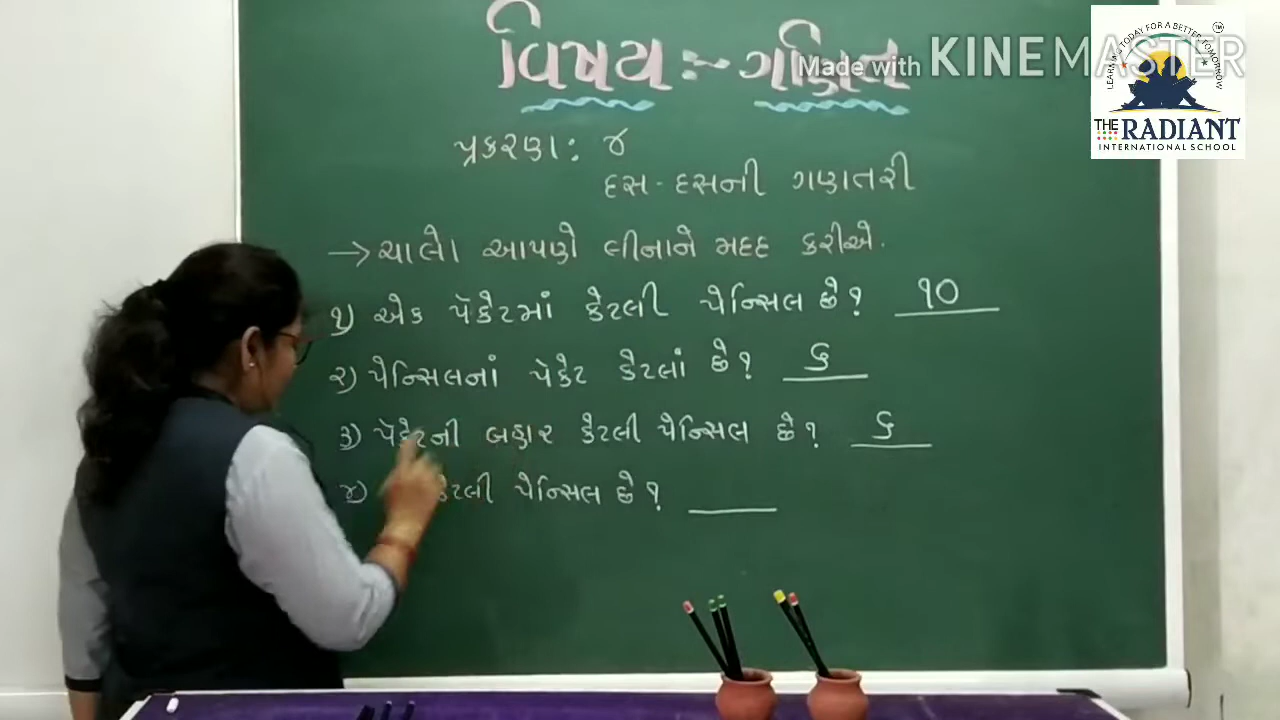 વિષય :- ગણિત
Made with KINEMASTER
LEARN TODAY FOR A BETTER TOMORROW
TM
THE RADIANT
INTERNATIONAL SCHOOL
પ્રકરણ : ૪
દસ - દસની ગણતરી
→ ચાલો આપણે લીનાને મદદ કરીએ.
૧) એક પૅકેટમાં કેટલી પેન્સિલ છે? ૧૦
૨) પેન્સિલનાં પેકેટ કેટલાં છે? ૬
૩) પૅકેટની બહાર કેટલી પેન્સિલ છે? ૬
૪) કેટલી પેન્સિલ છે?